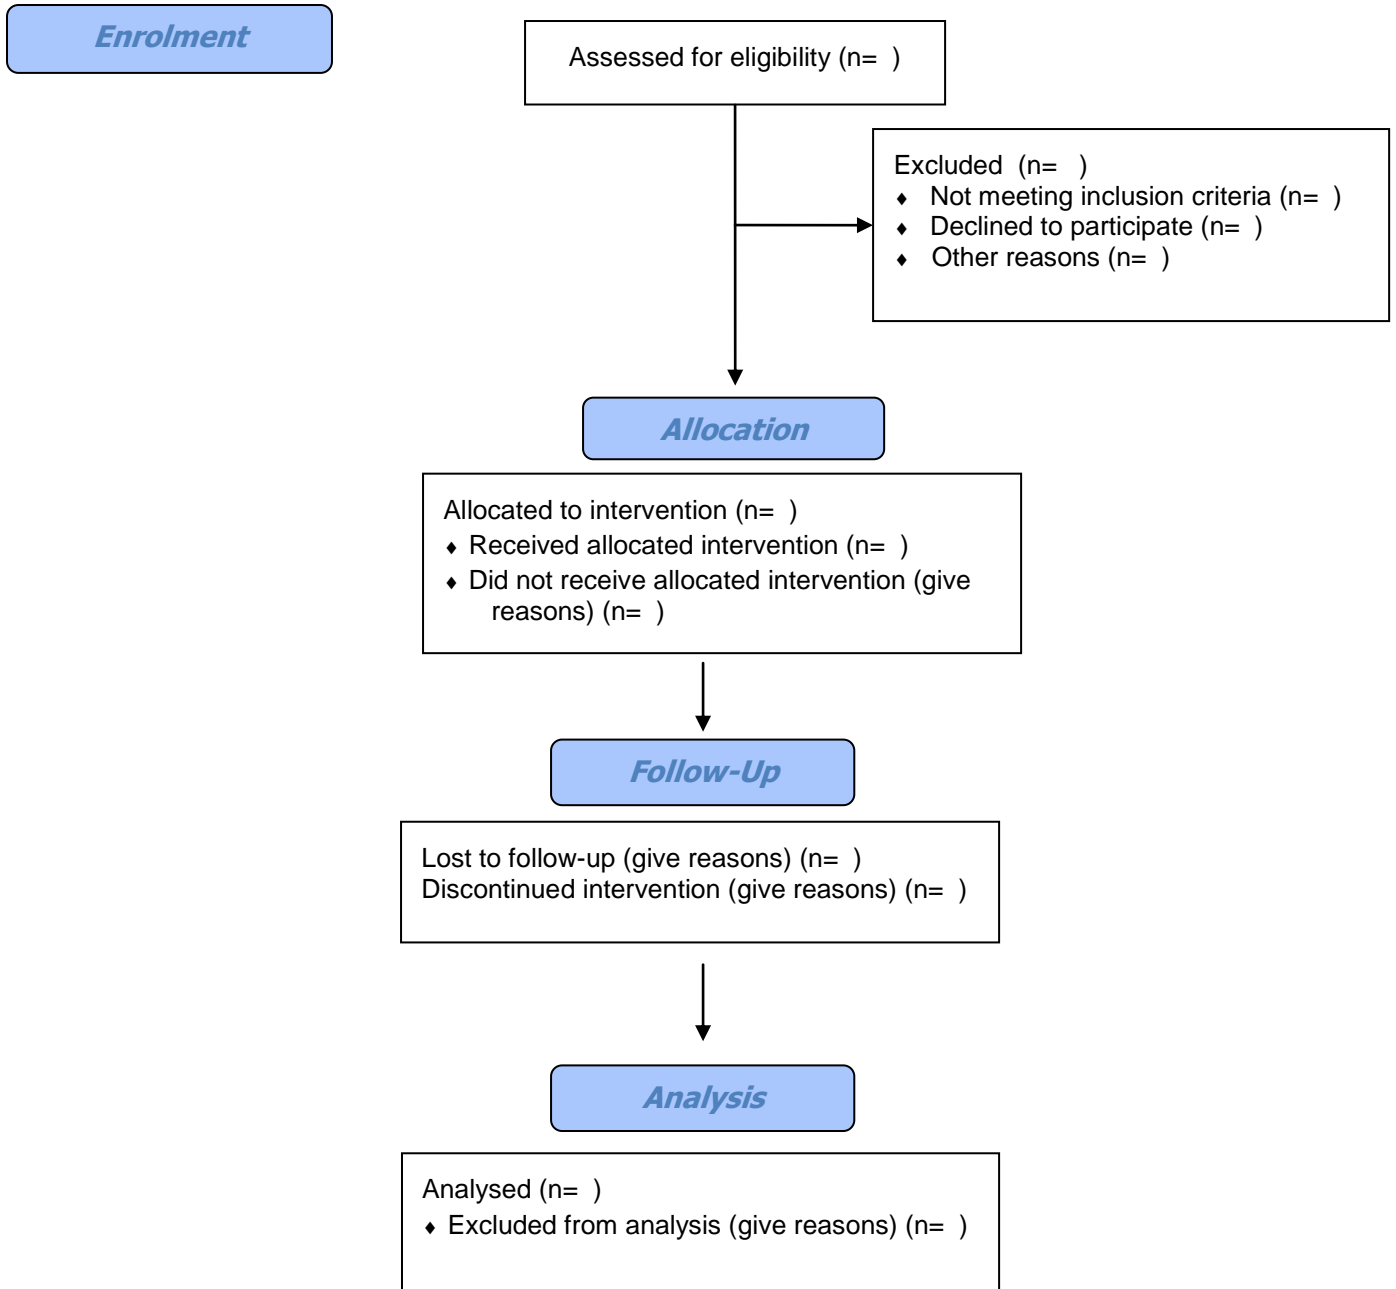 Enrolment
Assessed for eligibility (n=  )
Excluded  (n=   )
♦ Not meeting inclusion criteria (n=  )
♦ Declined to participate (n=  )
♦ Other reasons (n=  )
Allocation
Allocated to intervention (n=  )
♦ Received allocated intervention (n=  )
♦ Did not receive allocated intervention (give
reasons) (n=  )
Follow-Up
Lost to follow-up (give reasons) (n=  )
Discontinued intervention (give reasons) (n=  )
Analysis
Analysed (n=  )
♦ Excluded from analysis (give reasons) (n=  )